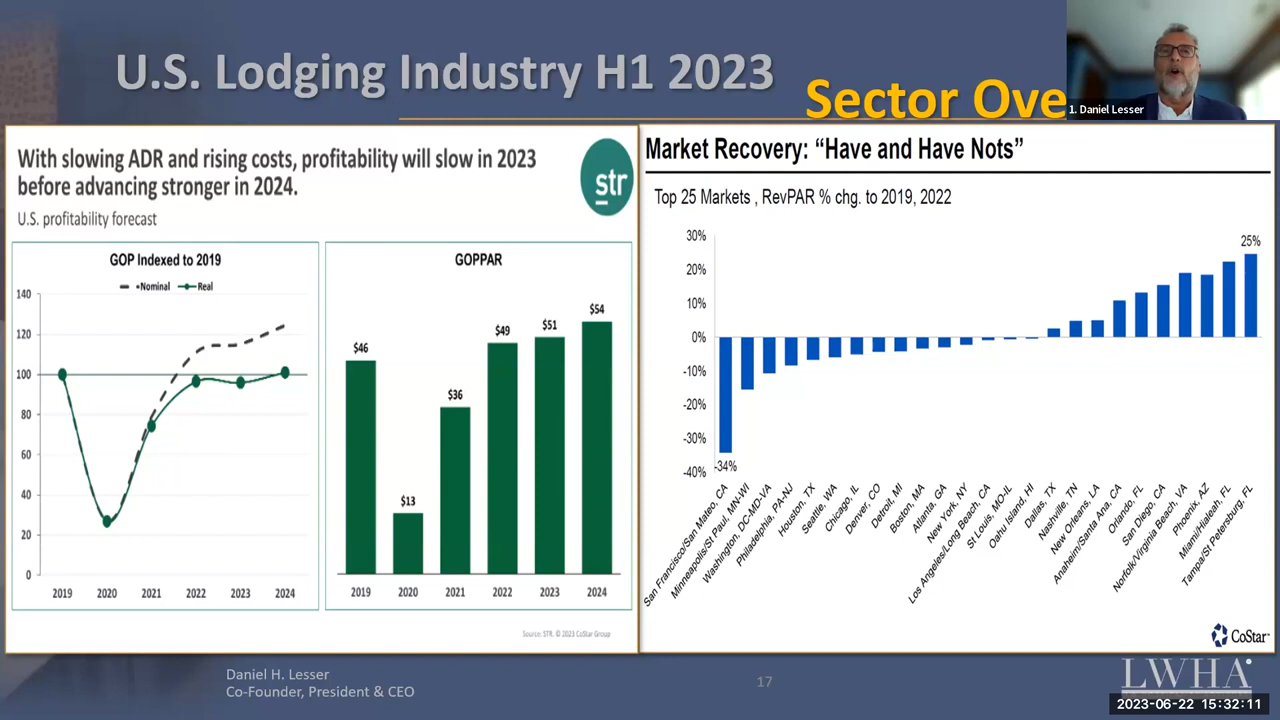 U.S. Lodging Industry H1 2023
Sector Ove
1. Daniel Lesser
With slowing ADR and rising costs, profitability will slow in 2023
before advancing stronger in 2024.
U.S. profitability forecast
str
GOP Indexed to 2019
Nominal
Real
140
120
100
80
60
40
20
0
2019
2020
2021
2022
2023
2024
GOPPAR
$46
$13
$36
$49
$51
$54
2019
2020
2021
2022
2023
2024
Source: STR. © 2023 CoStar Group
Market Recovery: “Have and Have Nots”
Top 25 Markets , RevPAR % chg. to 2019, 2022
30%
20%
10%
0%
-10%
-20%
-30%
-40%
-34%
25%
San Francisco/San Mateo, CA
Minneapolis/St Paul, MN-WI
Washington, DC-MD-VA
Philadelphia, PA-NJ
Houston, TX
Seattle, WA
Chicago, IL
Denver, CO
Detroit, MI
Boston, MA
Atlanta, GA
New York, NY
Los Angeles/Long Beach, CA
St Louis, MO-IL
Oahu Island, HI
Dallas, TX
Nashville, TN
New Orleans, LA
Anaheim/Santa Ana, CA
Orlando, FL
San Diego, CA
Norfolk/Virginia Beach, VA
Phoenix, AZ
Miami/Hialeah, FL
Tampa/St Petersburg, FL
CoStar™
Daniel H. Lesser
Co-Founder, President & CEO
17
LWHA
2023-06-22 15:32:11